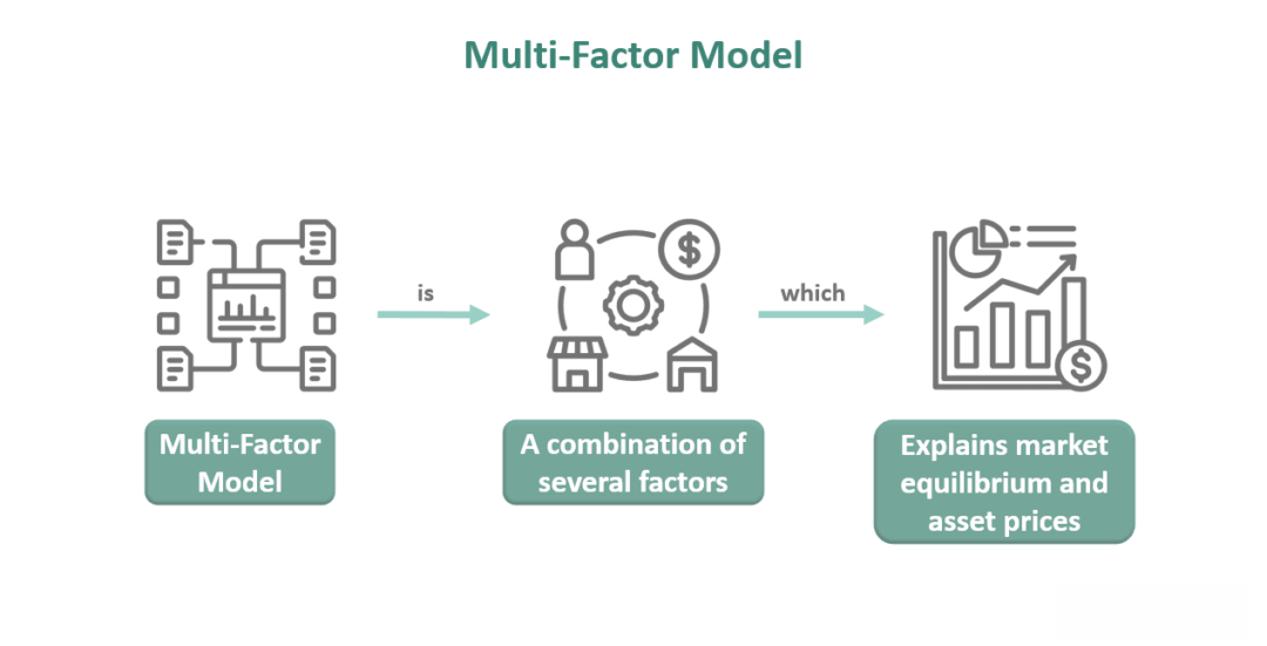 Multi-Factor Model
is
which
$
$
Multi-Factor
Model
A combination of
several factors
Explains market
equilibrium and
asset prices